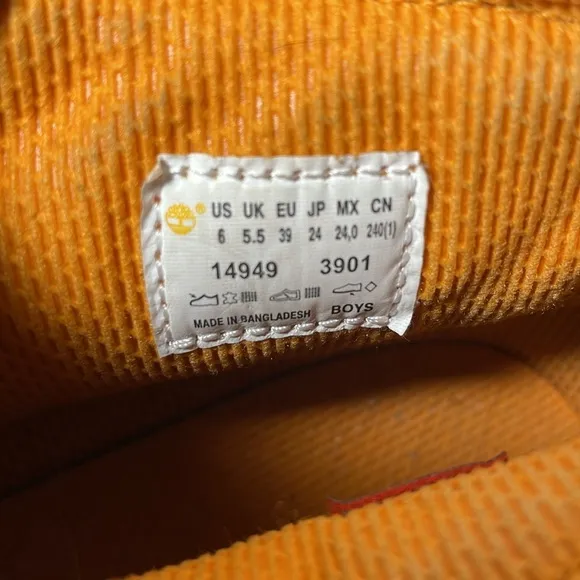 ® US UK EU JP MX CN
6 5.5 39 24 24,0 240(1)
14949 3901
MADE IN BANGLADESH BOYS